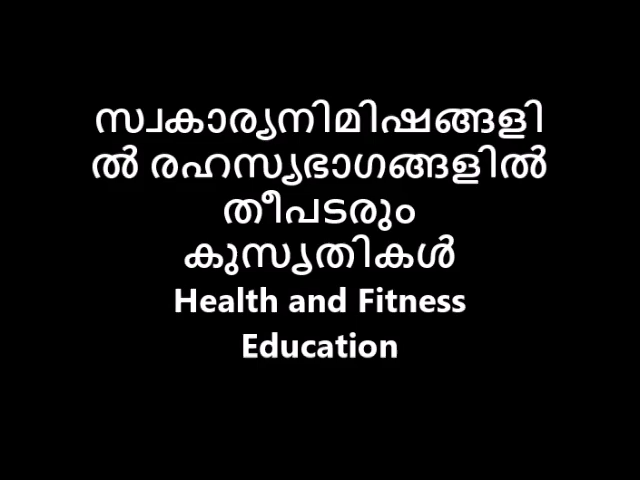 സ്വകാര്യനിമിഷങ്ങളി
ൽ രഹസ്യഭാഗങ്ങളിൽ
തീപടരും
കുസൃതികൾ
Health and Fitness
Education